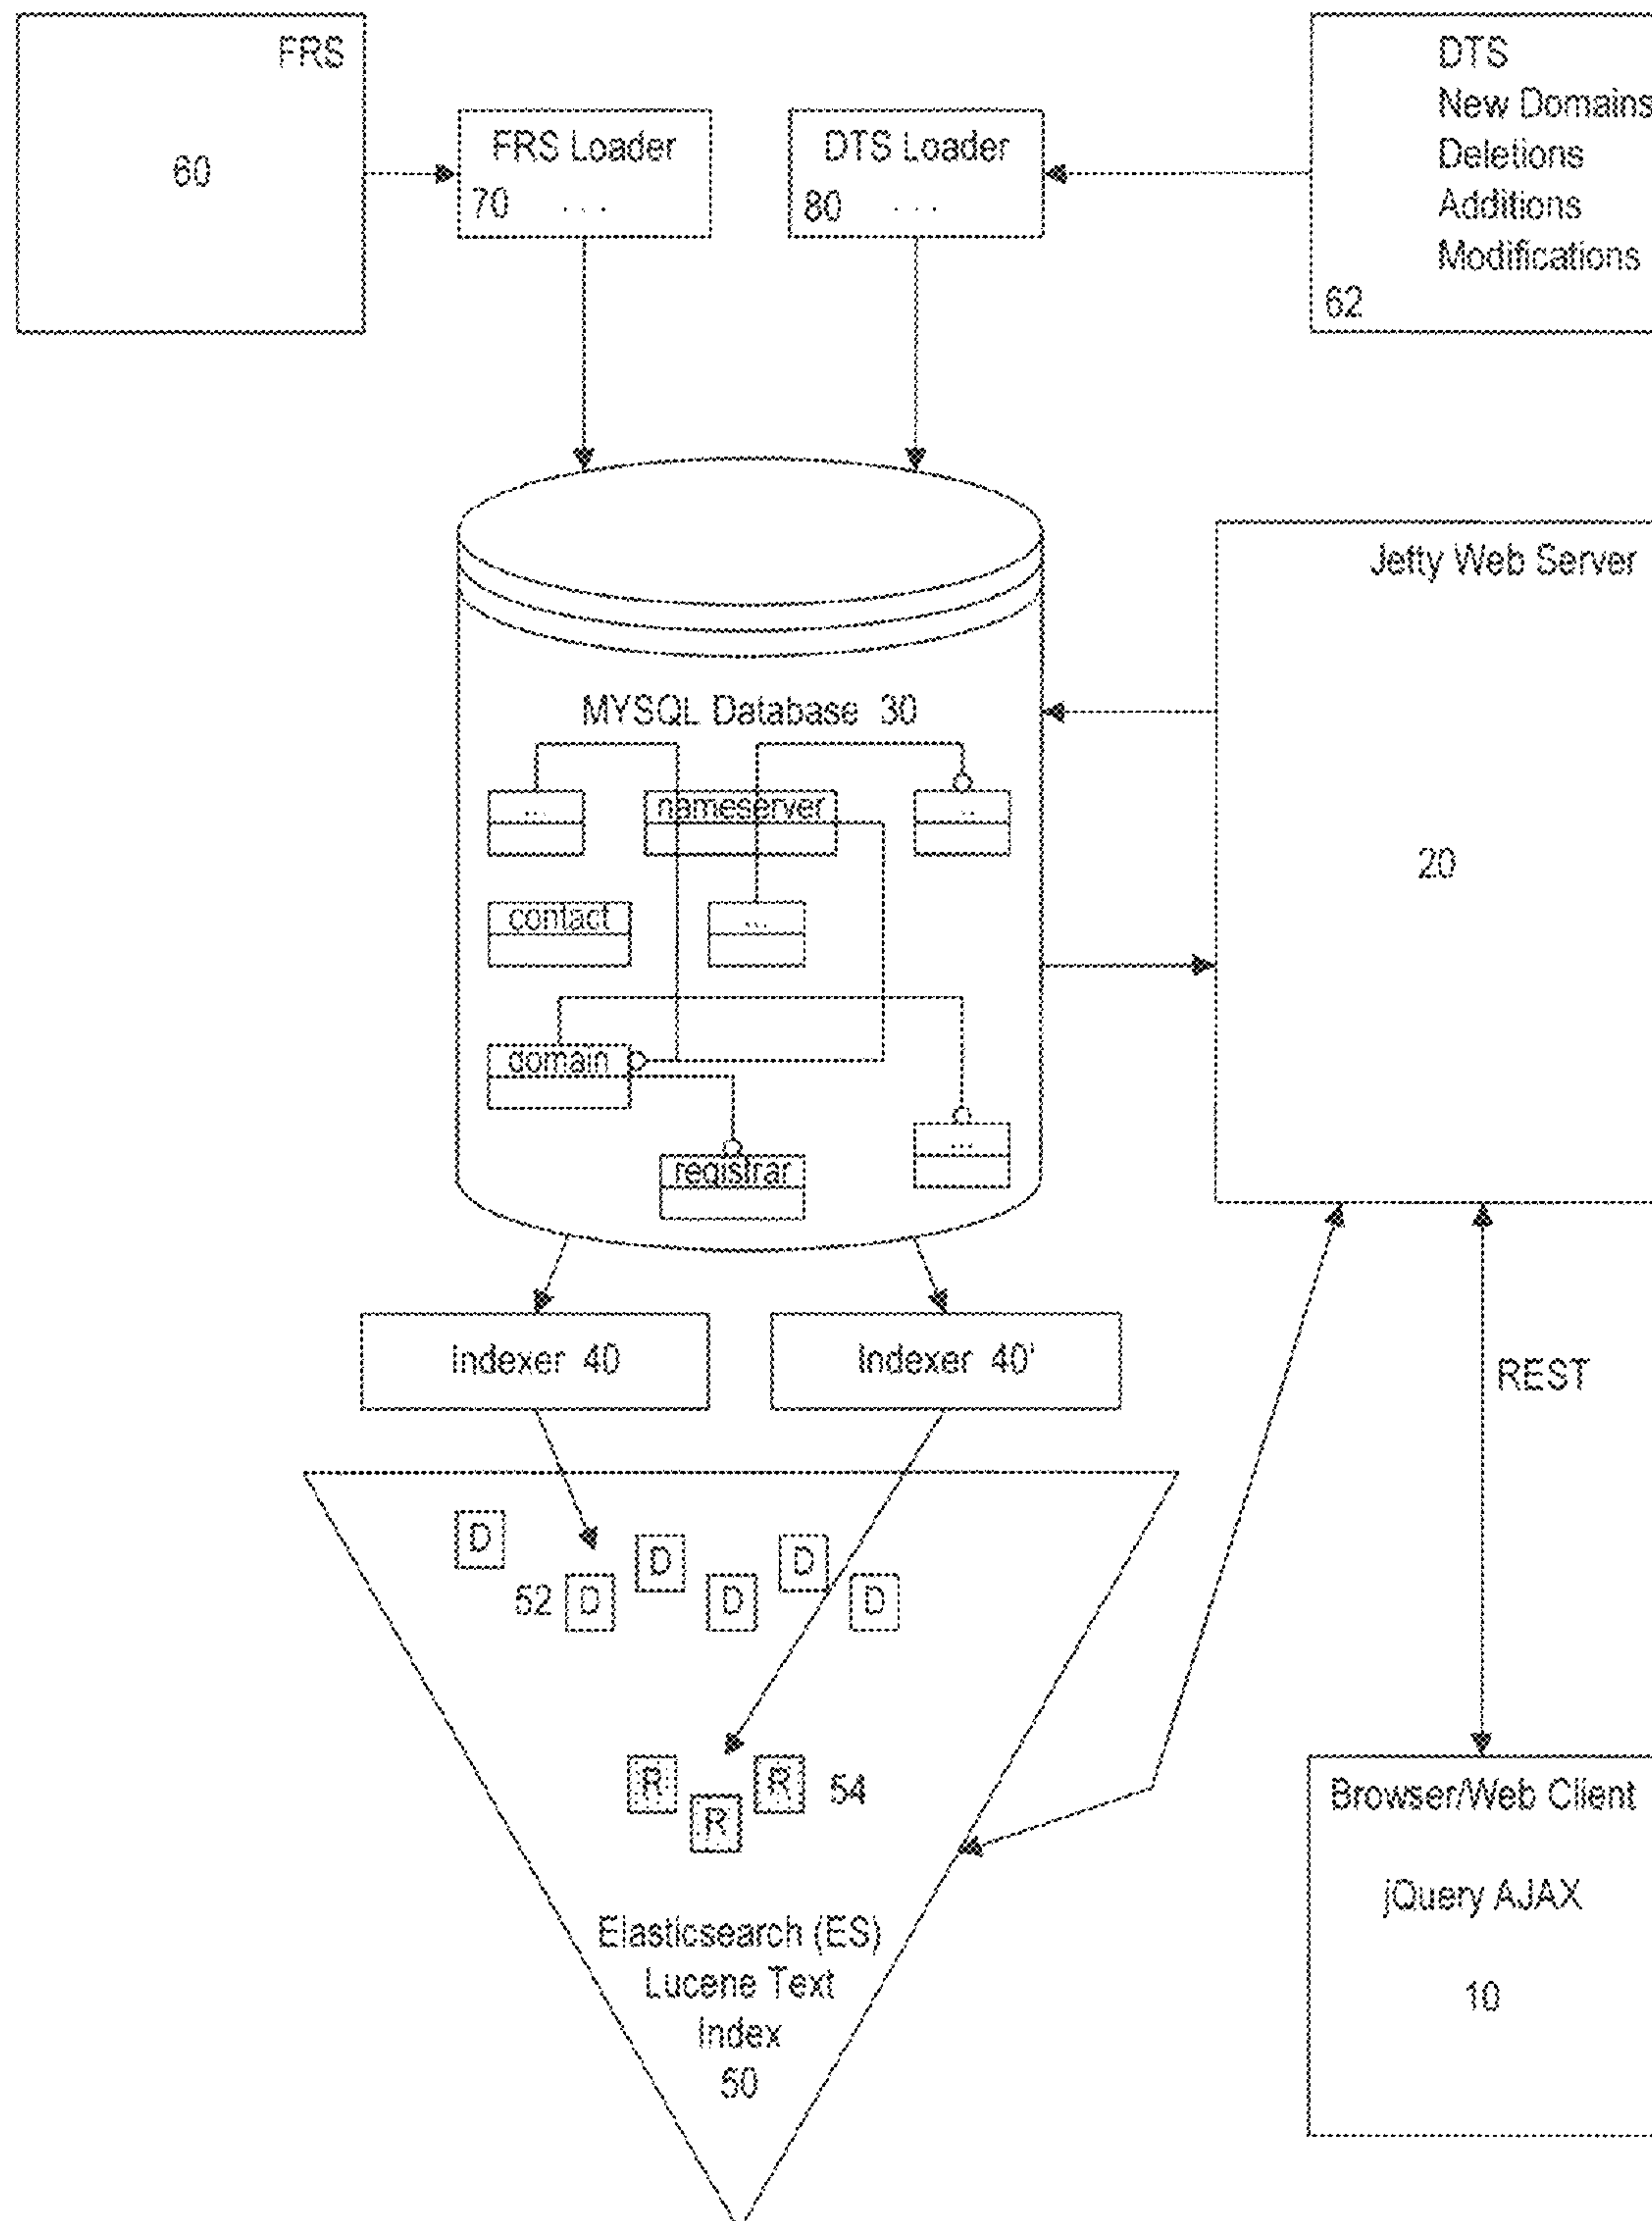 FRS
60
FRS Loader
70 ...
DTS Loader
80 ...
DTS
New Domains
Deletions
Additions
Modifications
62
MYSQL Database 30
...
nameserver
...
contact
...
domain
...
registrar
Jetty Web Server
20
Indexer 40
Indexer 40'
REST
D
D
D
52 D
D
D
R
R
54
R
Elasticsearch (ES)
Lucene Text
Index
50
Browser/Web Client
jQuery AJAX
10